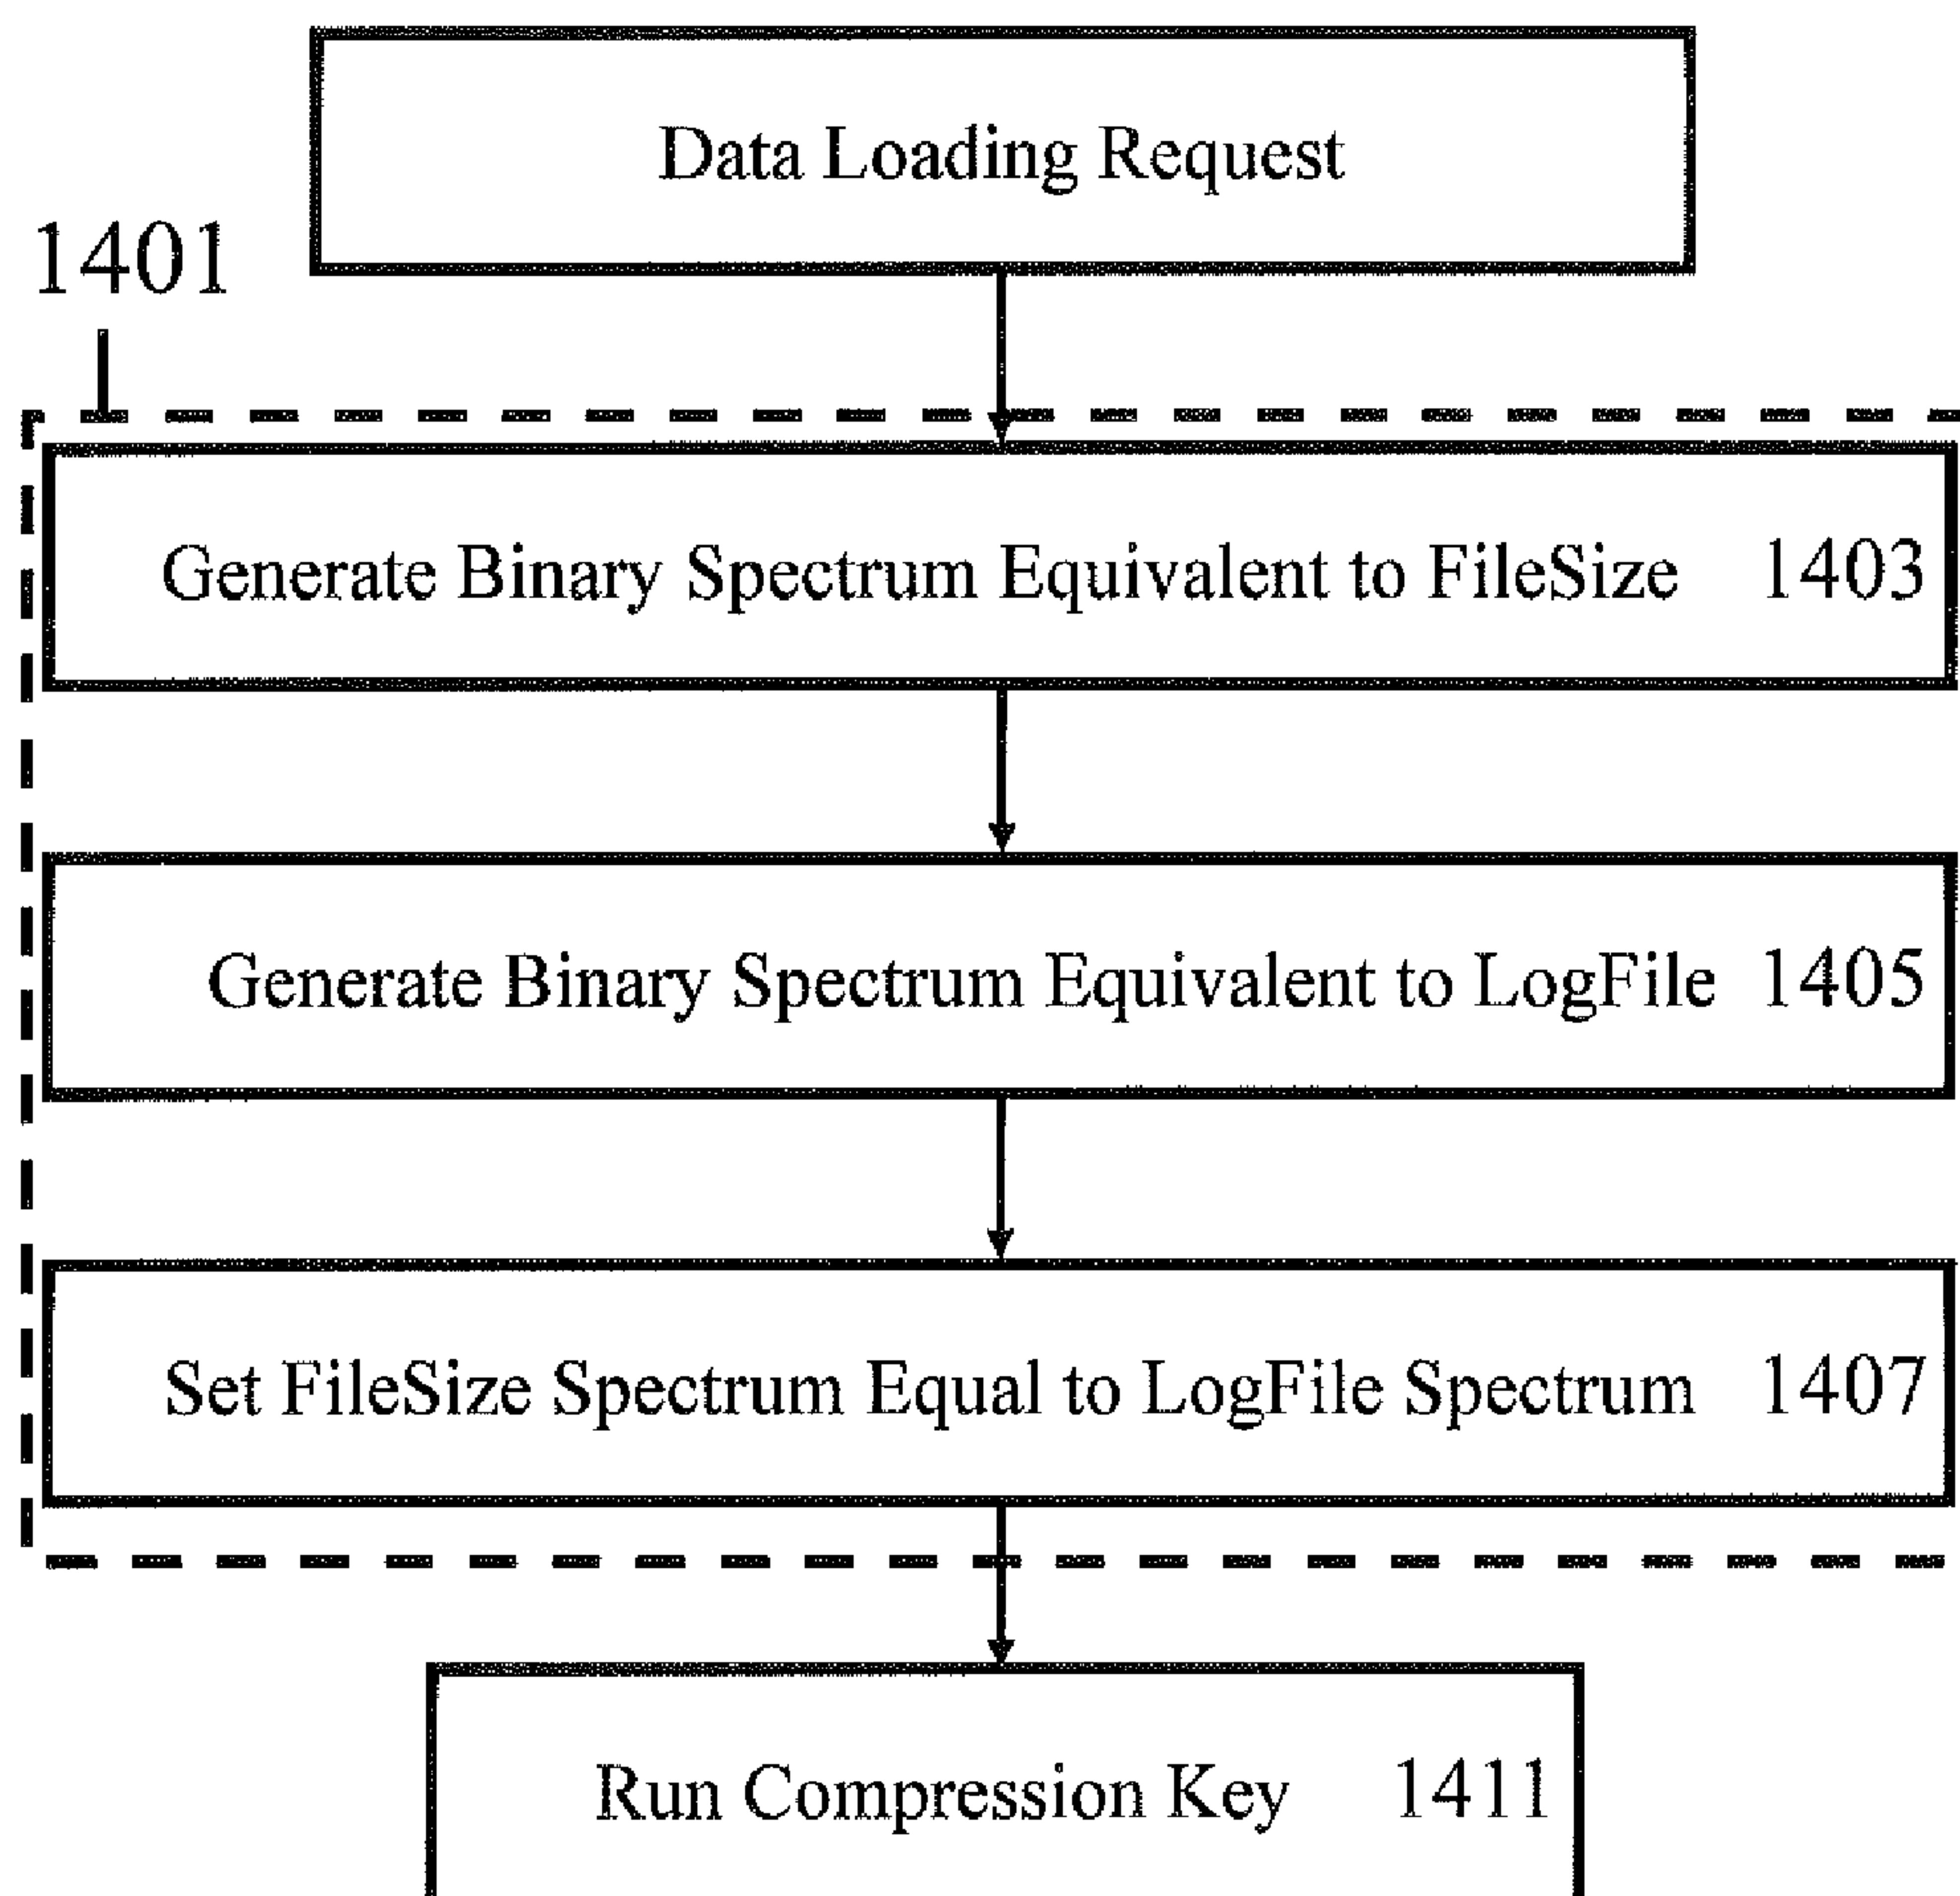 Data Loading Request
1401
Generate Binary Spectrum Equivalent to FileSize 1403
Generate Binary Spectrum Equivalent to LogFile 1405
Set FileSize Spectrum Equal to LogFile Spectrum 1407
Run Compression Key 1411